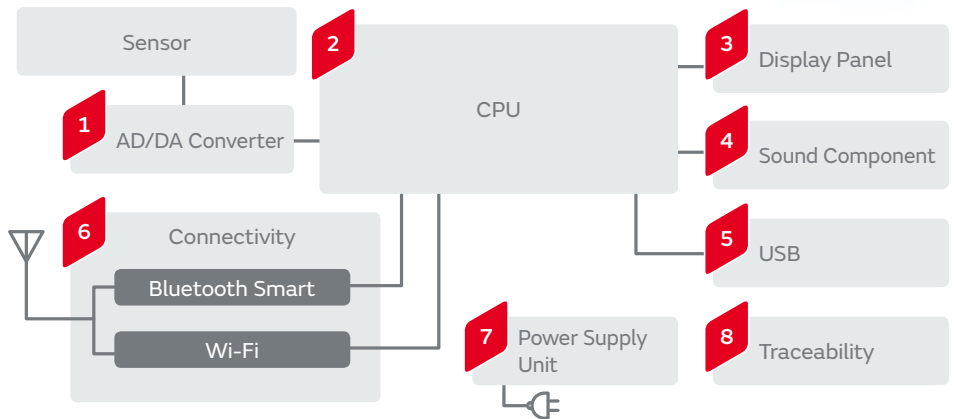 Sensor
1
AD/DA Converter
2
CPU
3
Display Panel
4
Sound Component
5
USB
6
Connectivity
Bluetooth Smart
Wi-Fi
7
Power Supply
Unit
8
Traceability